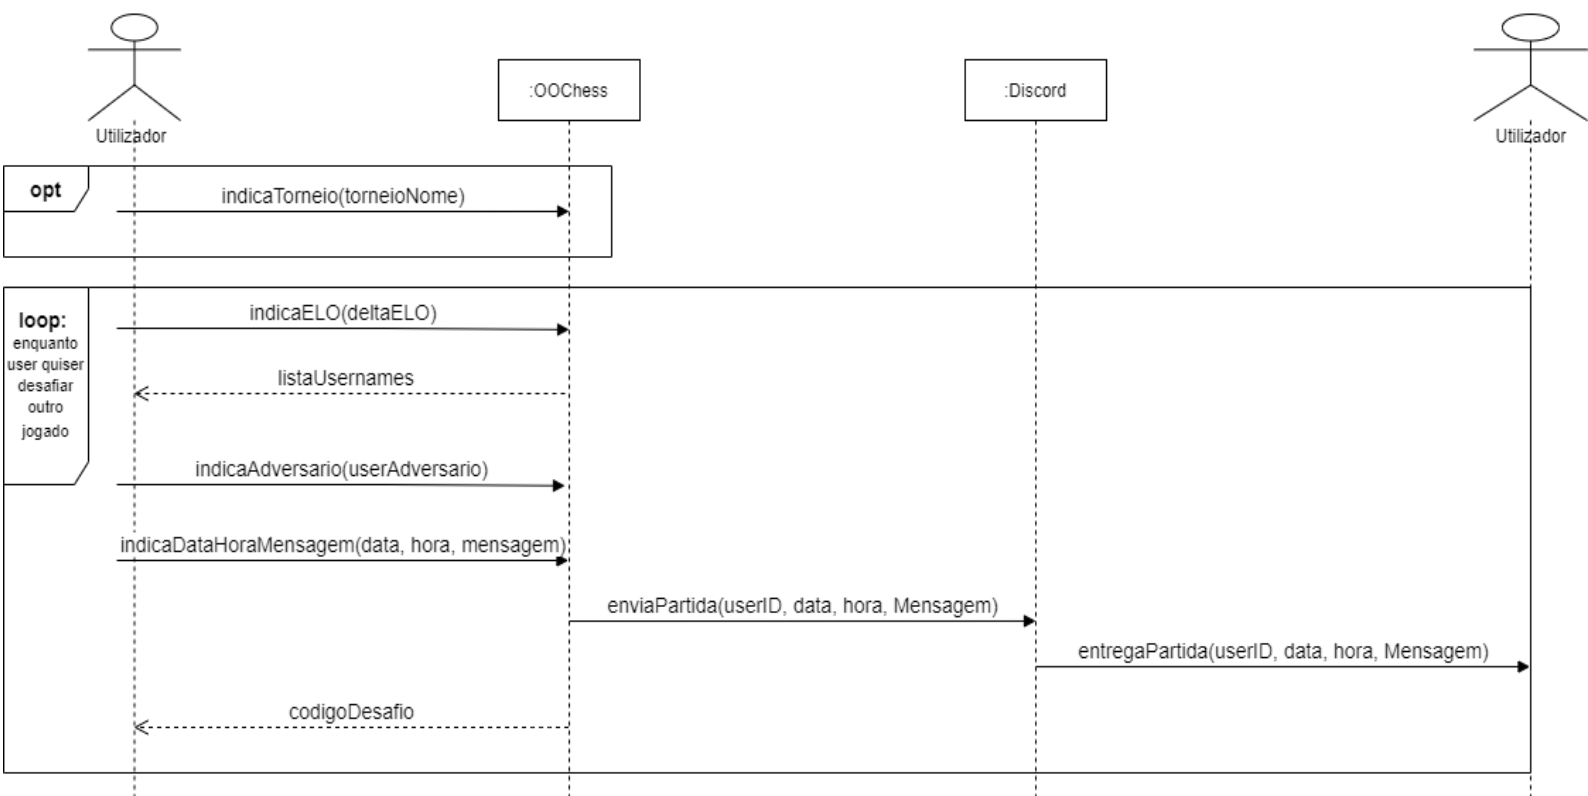 :OOChess
:Discord
Utilizador
Utilizador
opt
indicaTorneio(torneioNome)
loop:
enquanto
user quiser
desafiar
outro
jogado
indicaELO(deltaELO)
listaUsernames
indicaAdversario(userAdversario)
indicaDataHoraMensagem(data, hora, mensagem)
enviaPartida(userID, data, hora, Mensagem)
entregaPartida(userID, data, hora, Mensagem)
codigoDesafio